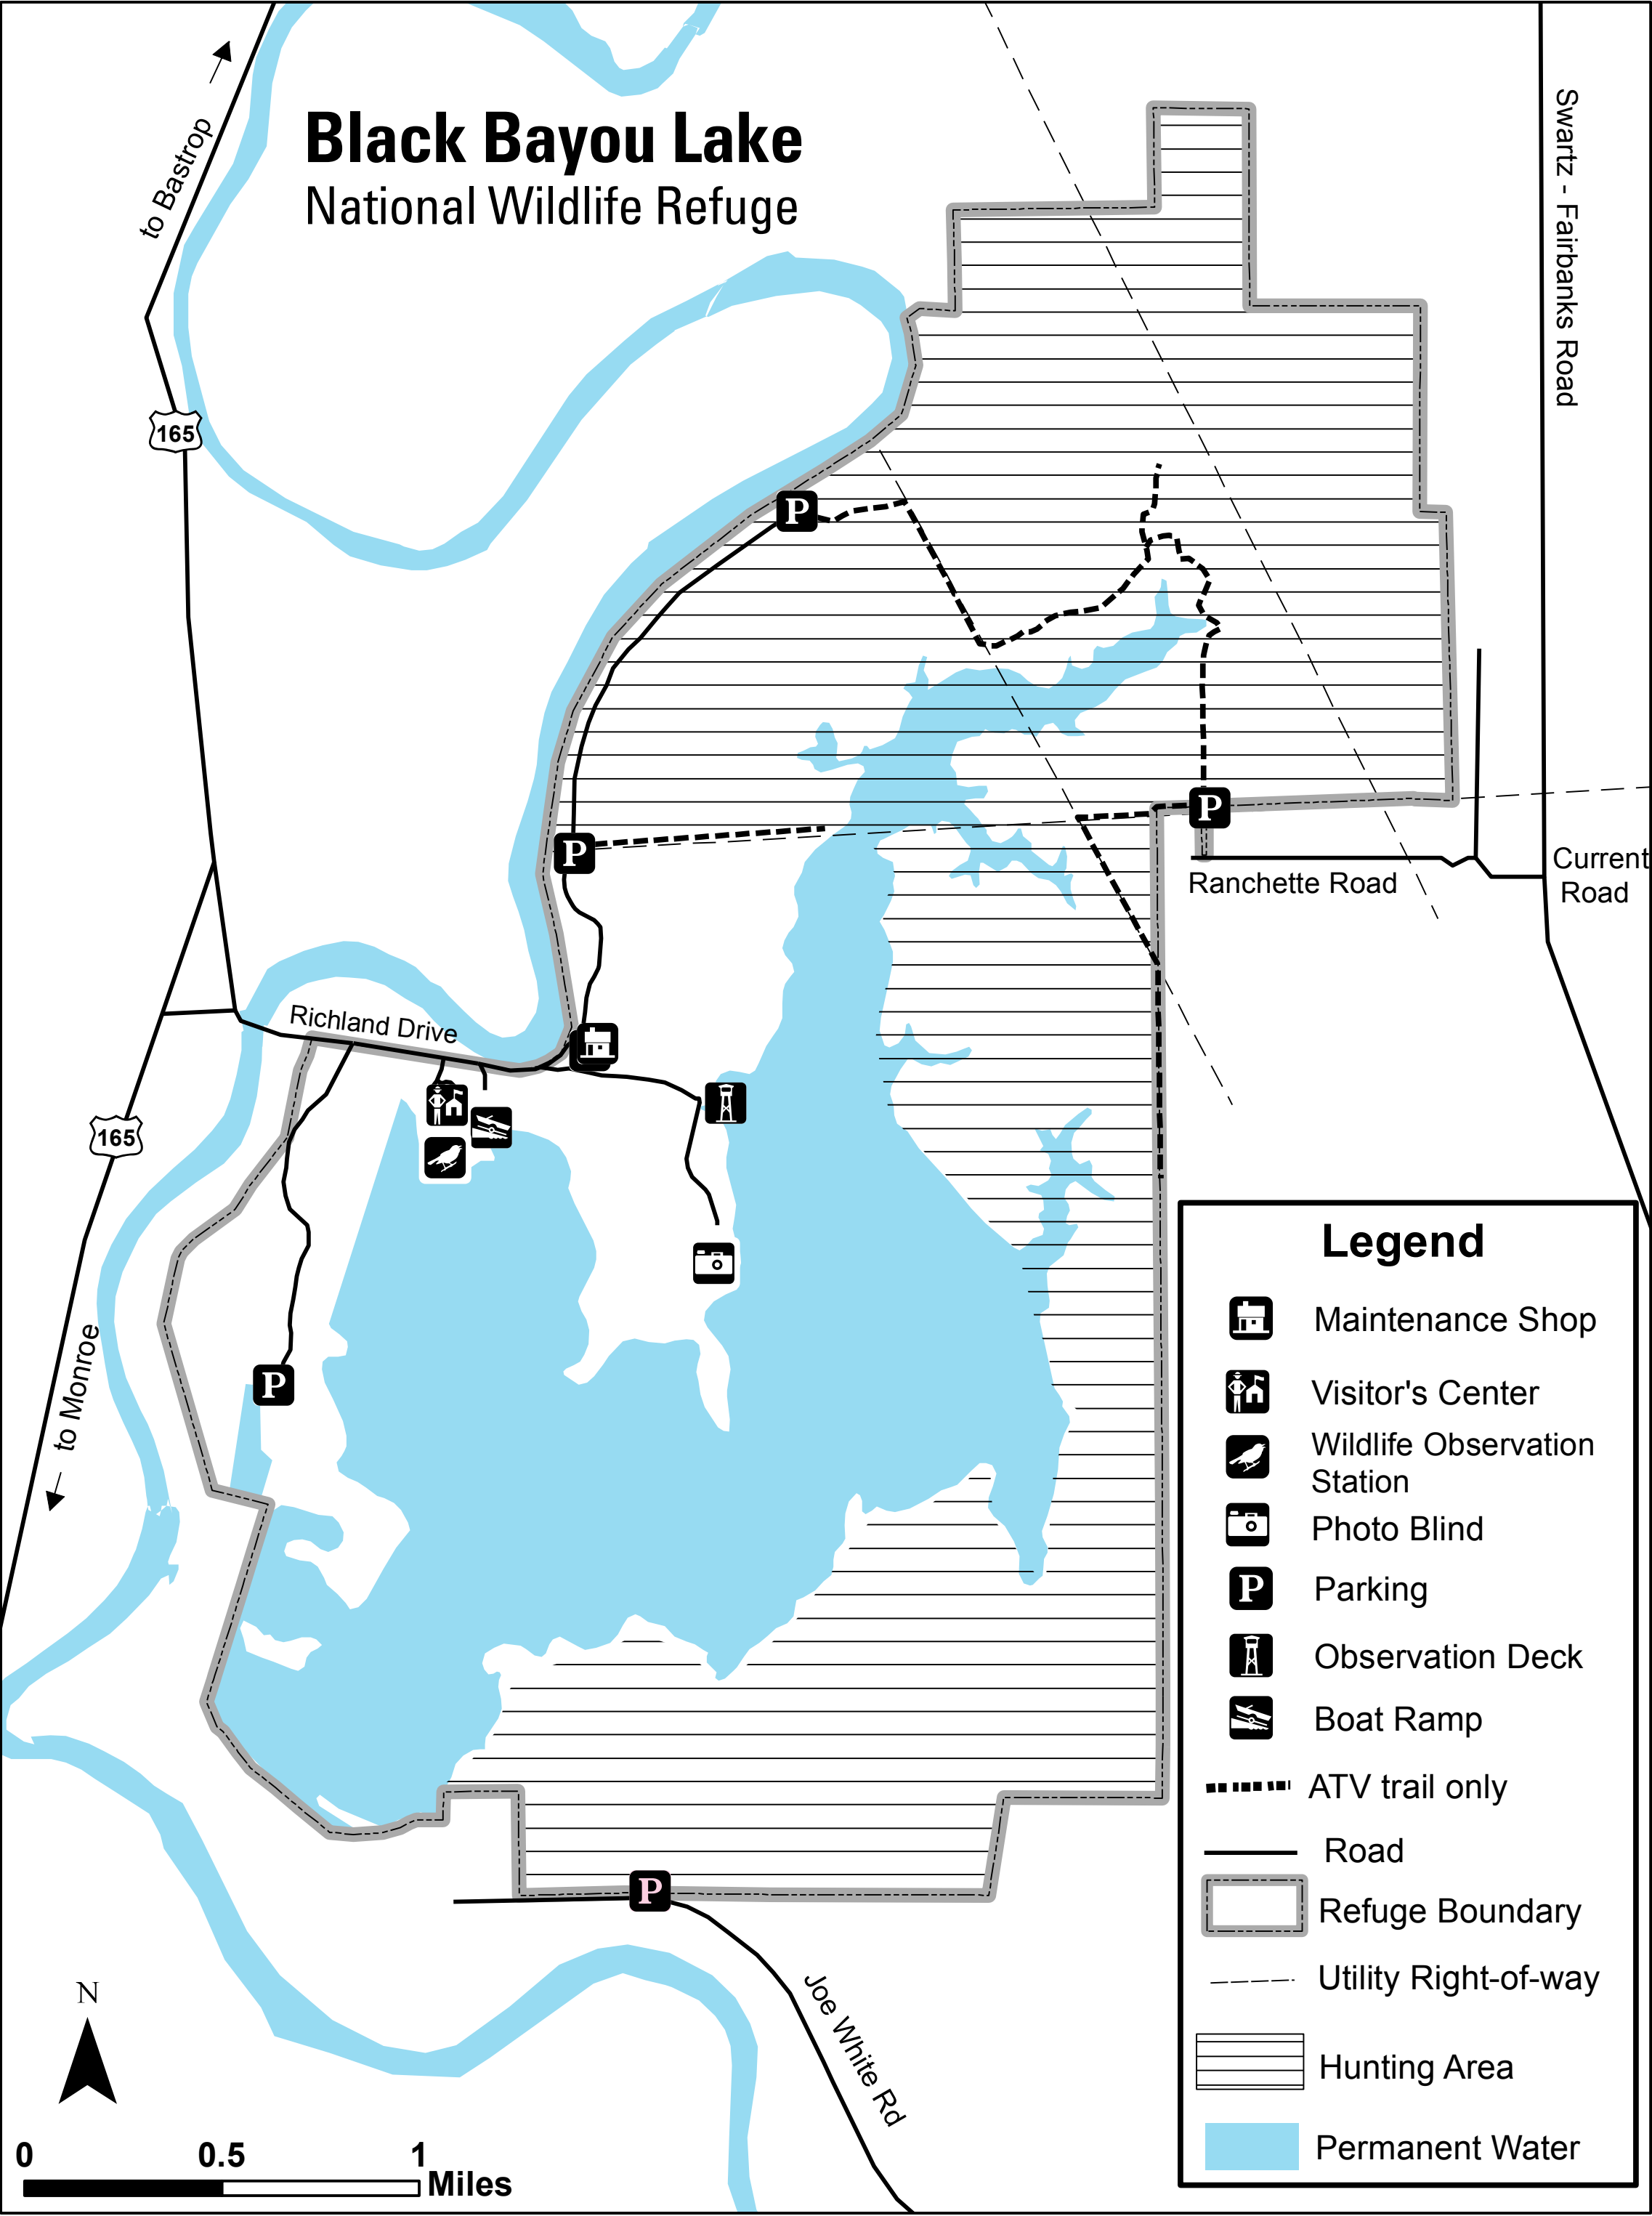 Black Bayou Lake
National Wildlife Refuge
to Bastrop
Swartz - Fairbanks Road
165
P
P
P
Current
Road
Ranchette Road
Richland Drive
165
to Monroe
P
P
Joe White Rd
Legend
Maintenance Shop
Visitor's Center
Wildlife Observation
Station
Photo Blind
P Parking
Observation Deck
Boat Ramp
ATV trail only
Road
Refuge Boundary
Utility Right-of-way
Hunting Area
Permanent Water
N
0 0.5 1
Miles